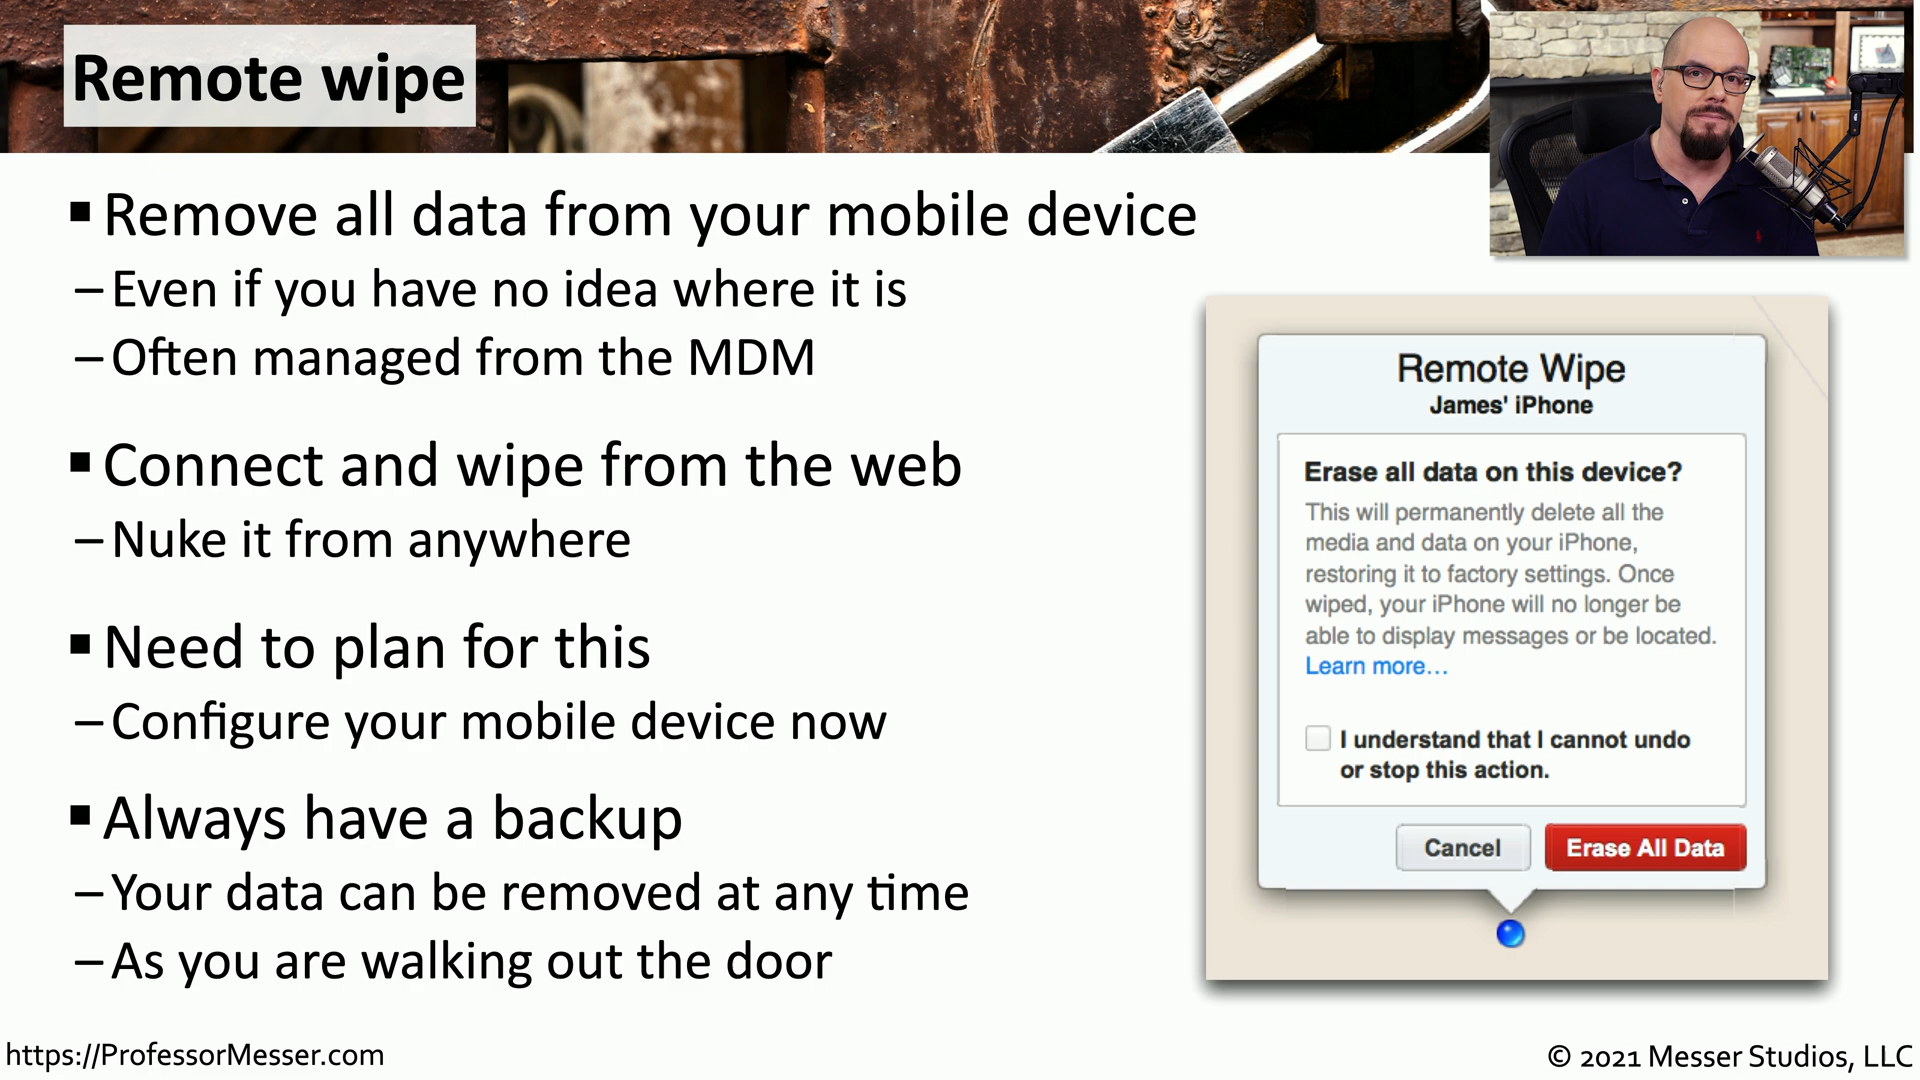 Remote wipe
▪ Remove all data from your mobile device
– Even if you have no idea where it is
– Often managed from the MDM
▪ Connect and wipe from the web
– Nuke it from anywhere
▪ Need to plan for this
– Configure your mobile device now
▪ Always have a backup
– Your data can be removed at any time
– As you are walking out the door
Remote Wipe
James' iPhone
Erase all data on this device?
This will permanently delete all the
media and data on your iPhone,
restoring it to factory settings. Once
wiped, your iPhone will no longer be
able to display messages or be located.
Learn more...
I understand that I cannot undo
or stop this action.
Cancel
Erase All Data
https://ProfessorMesser.com
© 2021 Messer Studios, LLC